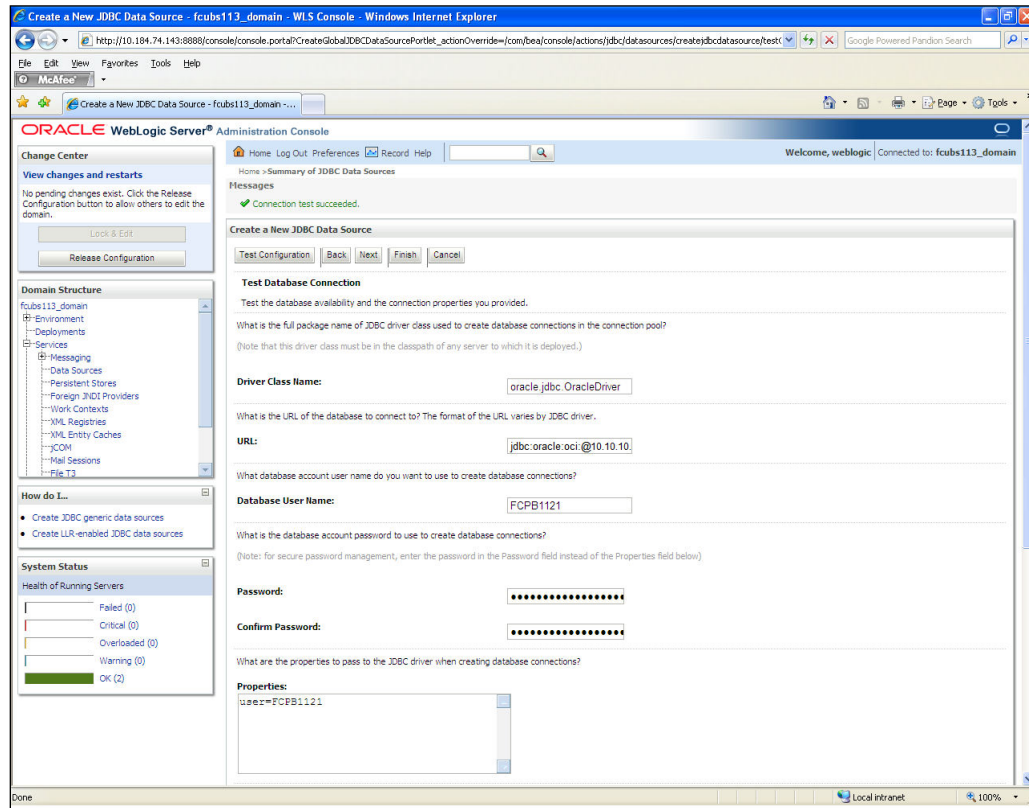 Create a New JDBC Data Source - fcubs113_domain - WLS Console - Windows Internet Explorer
http://10.184.74.143:8888/console/console.portal?CreateGlobalJDBCDataSourcePortlet_actionOverride=/com/bea/console/actions/jdbc/datasources/createjdbcdatasource/test(
Google Powered Pandion Search
File Edit View Favorites Tools Help
McAfee
Create a New JDBC Data Source - fcubs113_domain -...
Page Tools
ORACLE WebLogic Server® Administration Console
Change Center
View changes and restarts
No pending changes exist. Click the Release
Configuration button to allow others to edit the
domain.
Lock & Edit
Release Configuration
Domain Structure
fcubs113_domain
Environment
Deployments
Services
Messaging
Data Sources
Persistent Stores
Foreign JNDI Providers
Work Contexts
XML Registries
XML Entity Caches
jCOM
Mail Sessions
File T3
How do I...
Create JDBC generic data sources
Create LLR-enabled JDBC data sources
System Status
Health of Running Servers
Failed (0)
Critical (0)
Overloaded (0)
Warning (0)
OK (2)
Home Log Out Preferences Record Help
Welcome, weblogic Connected to: fcubs113_domain
Home >Summary of JDBC Data Sources
Messages
Connection test succeeded.
Create a New JDBC Data Source
Test Configuration Back Next Finish Cancel
Test Database Connection
Test the database availability and the connection properties you provided.
What is the full package name of JDBC driver class used to create database connections in the connection pool?
(Note that this driver class must be in the classpath of any server to which it is deployed.)
Driver Class Name: oracle.jdbc.OracleDriver
What is the URL of the database to connect to? The format of the URL varies by JDBC driver.
URL: jdbc:oracle:oci:@10.10.10.
What database account user name do you want to use to create database connections?
Database User Name: FCPB1121
What is the database account password to use to create database connections?
(Note: for secure password management, enter the password in the Password field instead of the Properties field below)
Password:
Confirm Password:
What are the properties to pass to the JDBC driver when creating database connections?
Properties:
user=FCPB1121
Done
Local intranet
100%